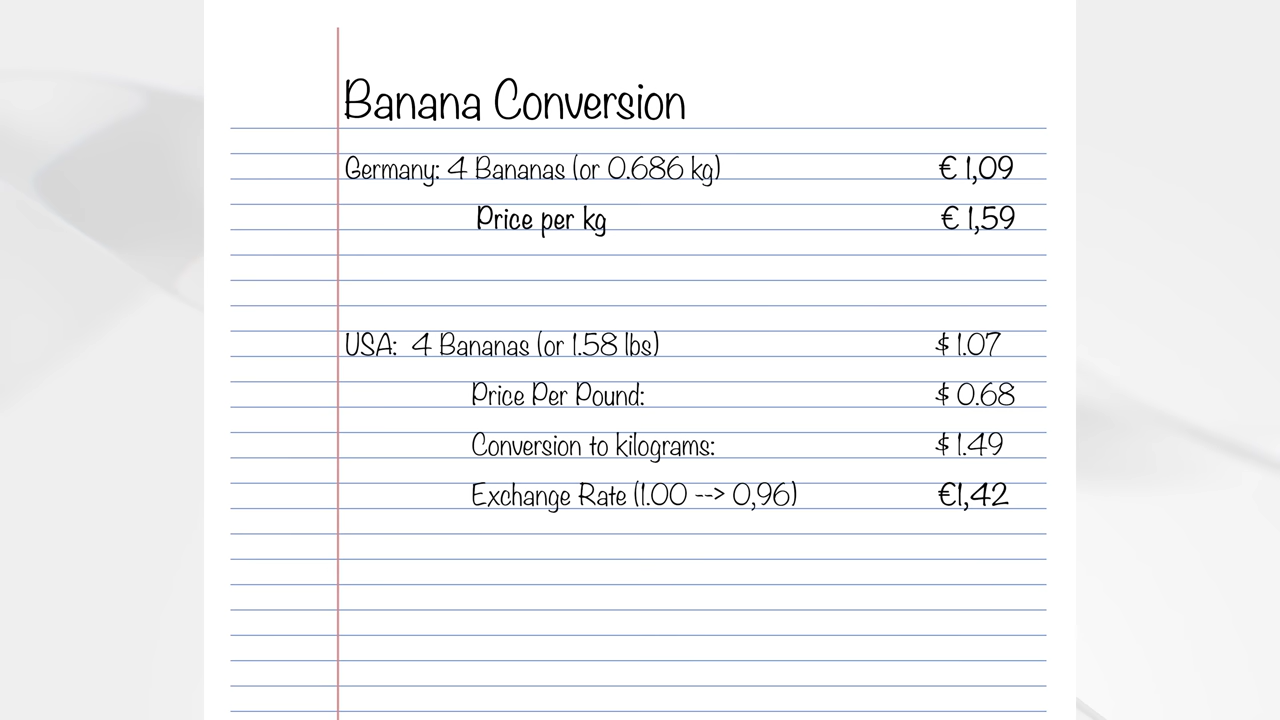 Banana Conversion
Germany: 4 Bananas (or 0.686 kg) € 1,09
Price per kg € 1,59
USA: 4 Bananas (or 1.58 lbs) $ 1.07
Price Per Pound: $ 0.68
Conversion to kilograms: $ 1.49
Exchange Rate (1.00 --> 0,96) €1,42